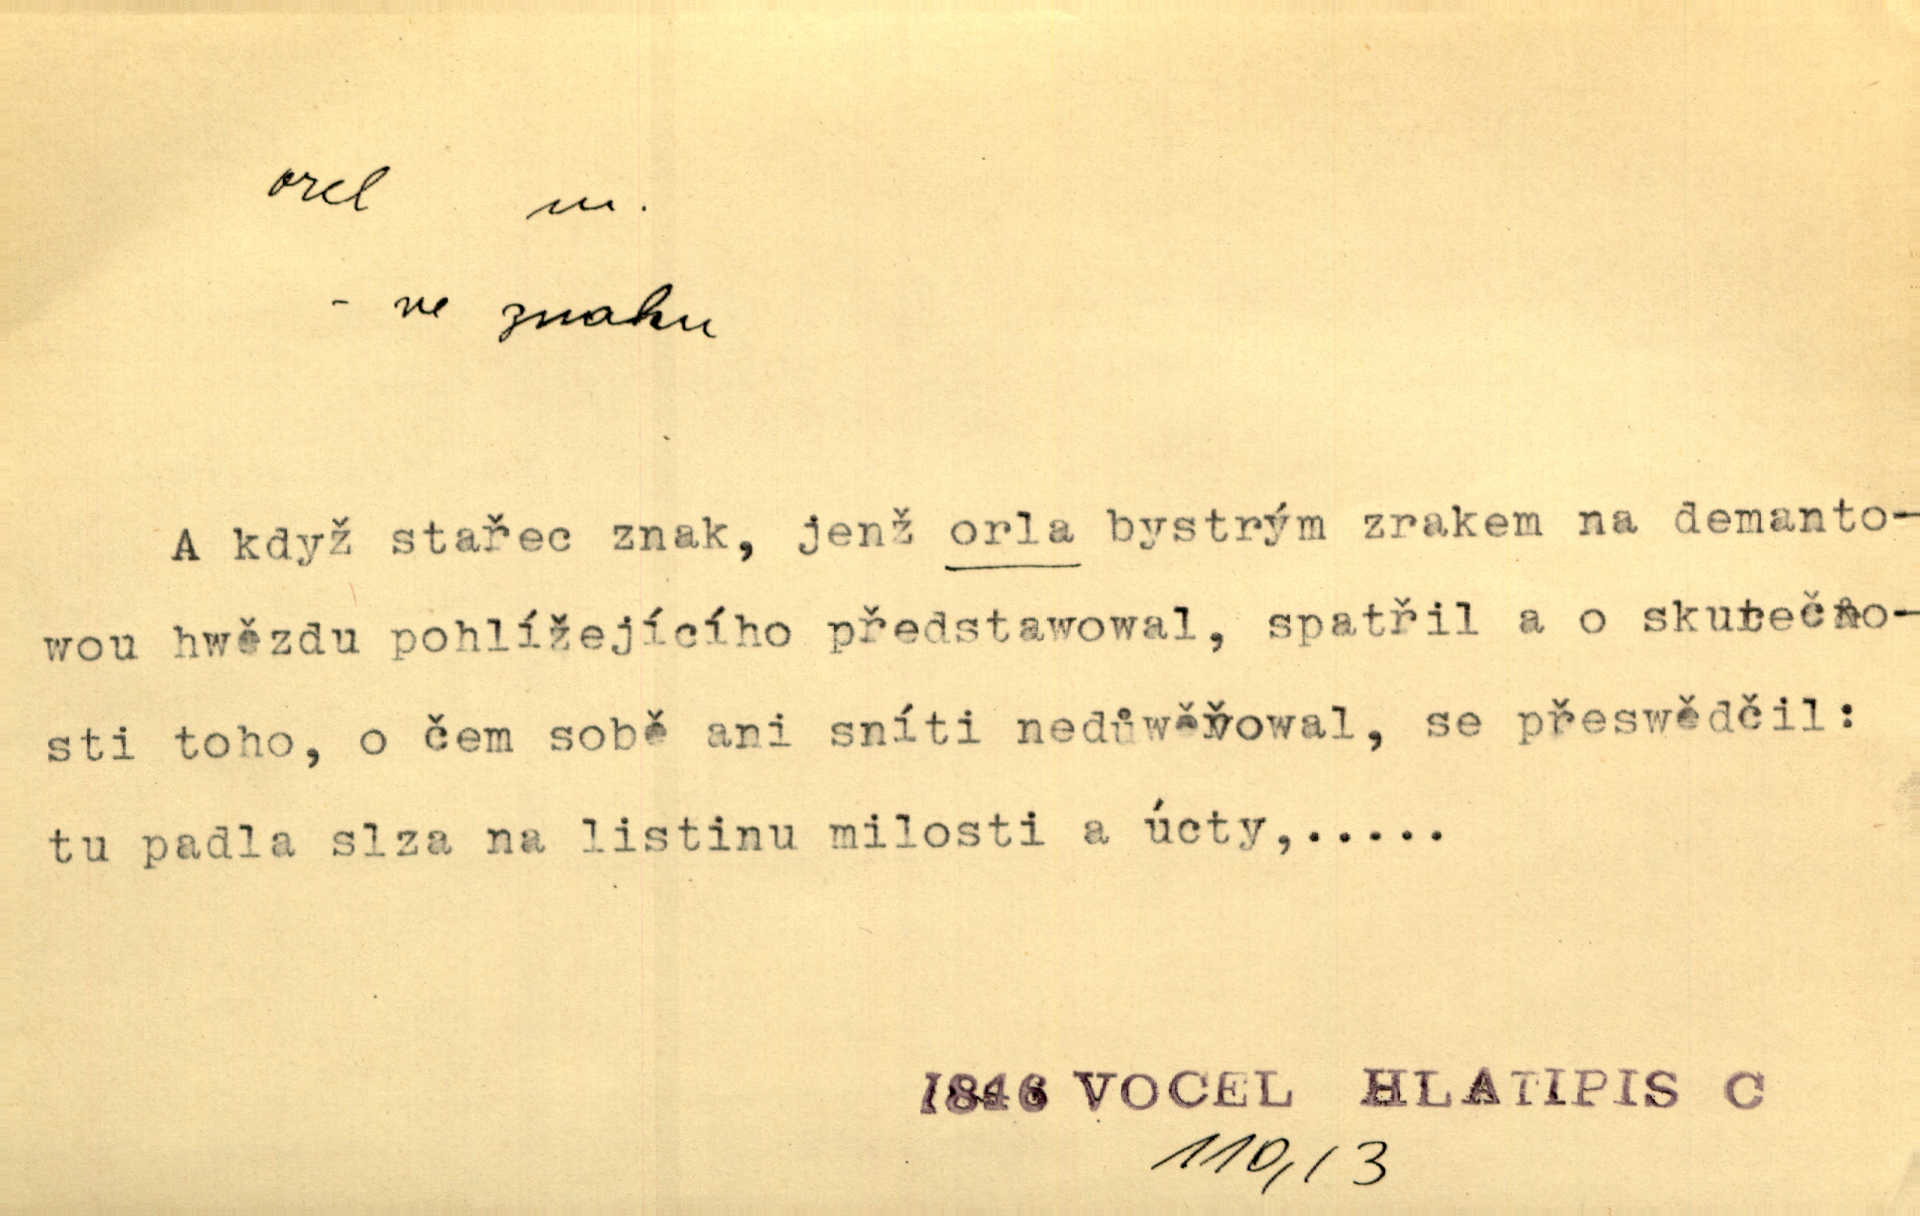 orel m.
- ve znaku
A když stařec znak, jenž orla bystrým zrakem na demanto-
wou hwězdu pohlížejícího představowal, spatřil a o skutečno-
sti toho, o čem sobě ani sníti nedůwěřowal, se přeswědčil:
tu padla slza na listinu milosti a úcty,.....
1846 VOCEL HLATIPIS C
110,13